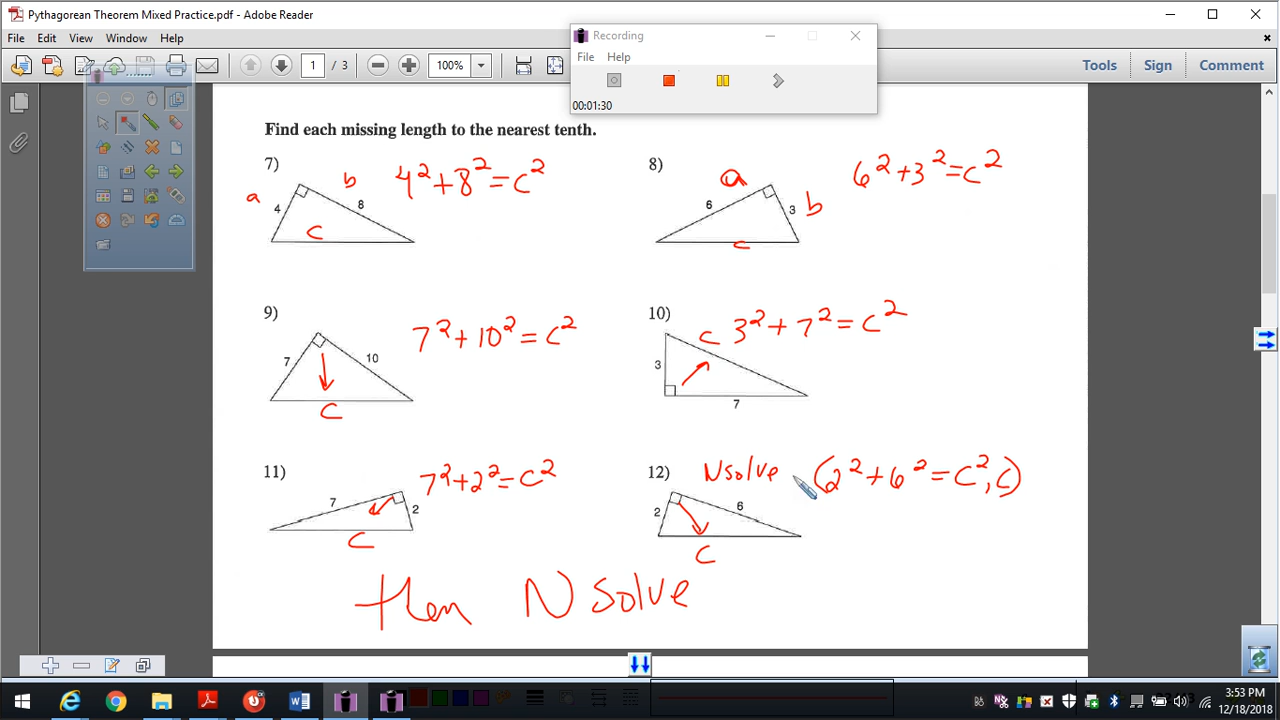 Pythagorean Theorem Mixed Practice.pdf - Adobe Reader
File Edit View Window Help
Recording
File Help
00:01:30
1 / 3
100%
Tools Sign Comment
Find each missing length to the nearest tenth.
7)
a
b
4
8
c
4² + 8² = c²
8)
a
6
3
b
c
6² + 3² = c²
9)
7
10
c
7² + 10² = c²
10)
c
3
7
3² + 7² = c²
11)
7
2
c
7² + 2² = c²
12)
Nsolve (2² + 6² = c², c)
2
6
c
then N solve
3:53 PM
12/18/2018